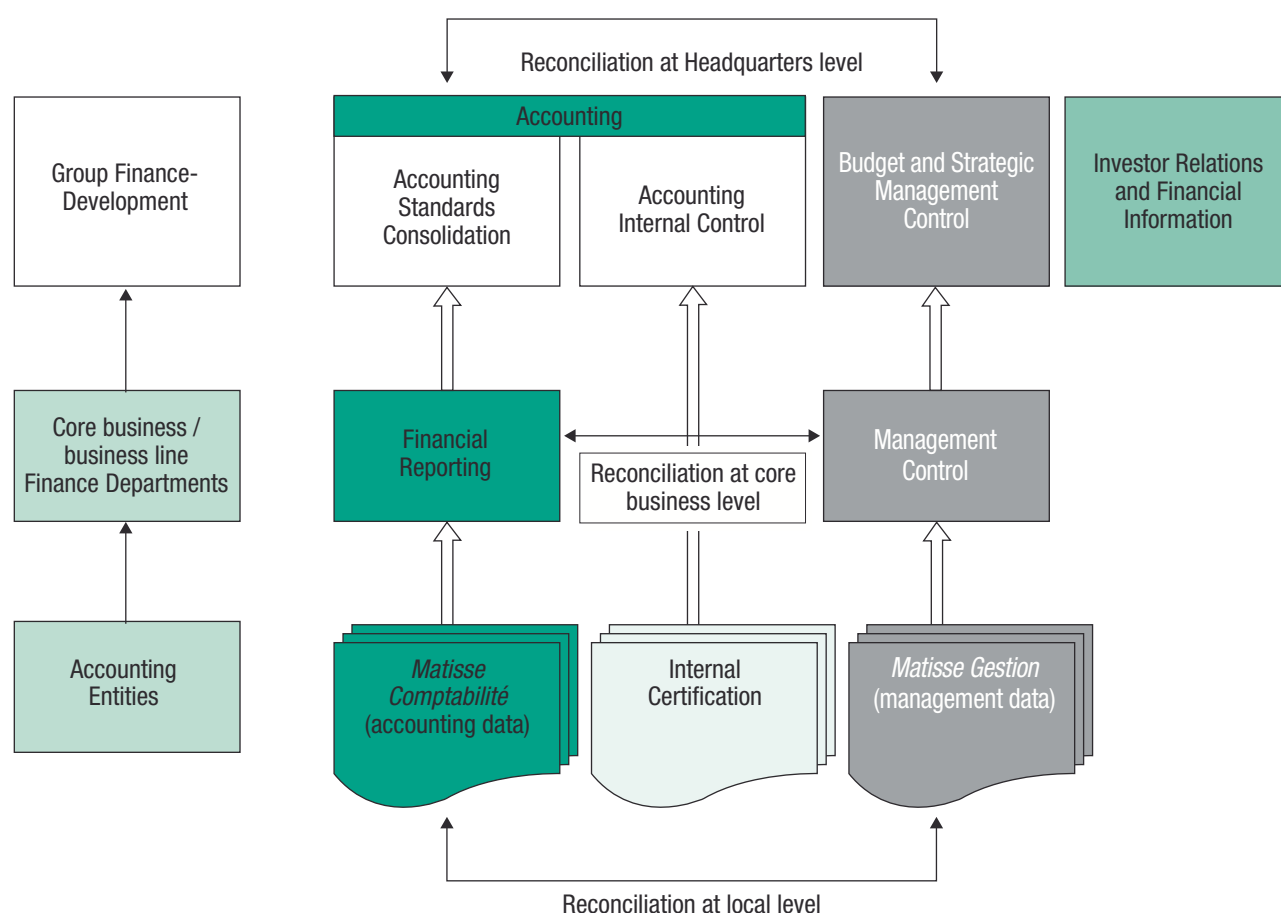 Reconciliation at Headquarters level
Group Finance-
Development
Accounting
Accounting
Standards
Consolidation
Accounting
Internal Control
Budget and Strategic
Management
Control
Investor Relations
and Financial
Information
Core business /
business line
Finance Departments
Financial
Reporting
Reconciliation at core
business level
Management
Control
Accounting
Entities
Matisse
Comptabilité
(accounting data)
Internal
Certification
Matisse Gestion
(management data)
Reconciliation at local level